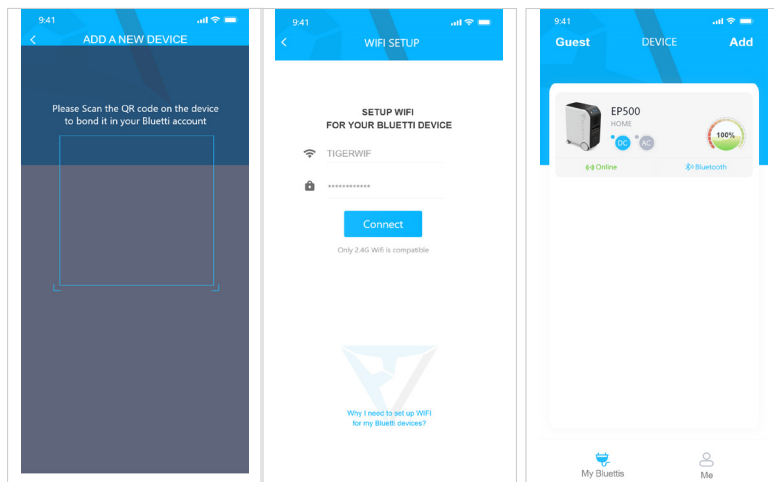 9:41
ADD A NEW DEVICE
Please Scan the QR code on the device
to bond it in your Bluetti account
9:41
WIFI SETUP
SETUP WIFI
FOR YOUR BLUETTI DEVICE
TIGERWIF
************
Connect
Only 2.4G Wifi is compatible
Why I need to set up WIFI
for my Bluetti devices?
9:41
Guest DEVICE Add
EP500
HOME
DC AC
100%
Online Bluetooth
My Bluettis Me